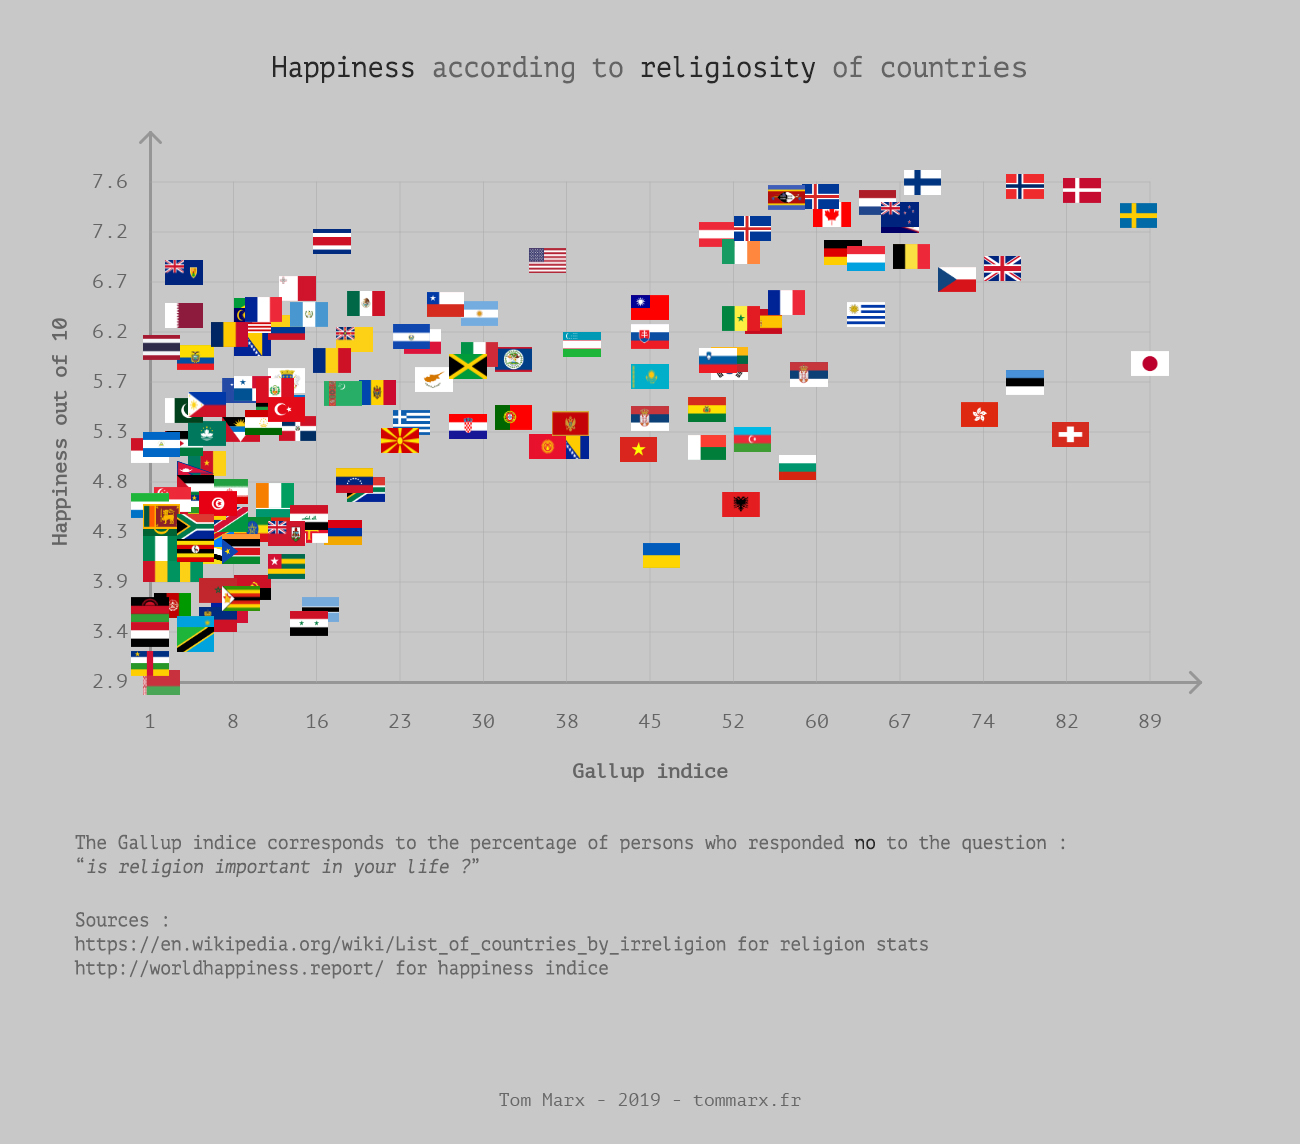 Happiness according to religiosity of countries
Happiness out of 10
7.6
7.2
6.7
6.2
5.7
5.3
4.8
4.3
3.9
3.4
2.9
1 8 16 23 30 38 45 52 60 67 74 82 89
Gallup indice
The Gallup indice corresponds to the percentage of persons who responded no to the question :
“is religion important in your life ?”
Sources :
https://en.wikipedia.org/wiki/List_of_countries_by_irreligion for religion stats
http://worldhappiness.report/ for happiness indice
Tom Marx - 2019 - tommarx.fr